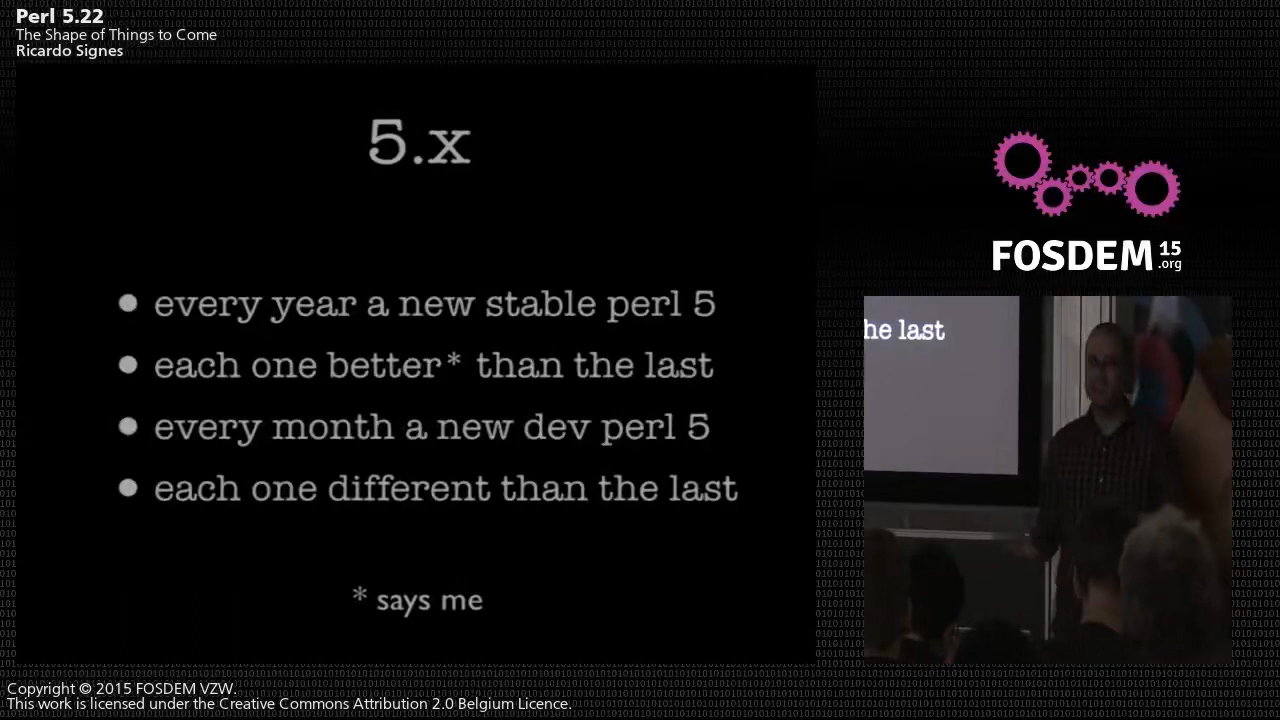 Perl 5.22
The Shape of Things to Come
Ricardo Signes
5.x
• every year a new stable perl 5
• each one better* than the last
• every month a new dev perl 5
• each one different than the last
* says me
FOSDEM 15
.org
he last
Copyright © 2015 FOSDEM VZW.
This work is licensed under the Creative Commons Attribution 2.0 Belgium Licence.